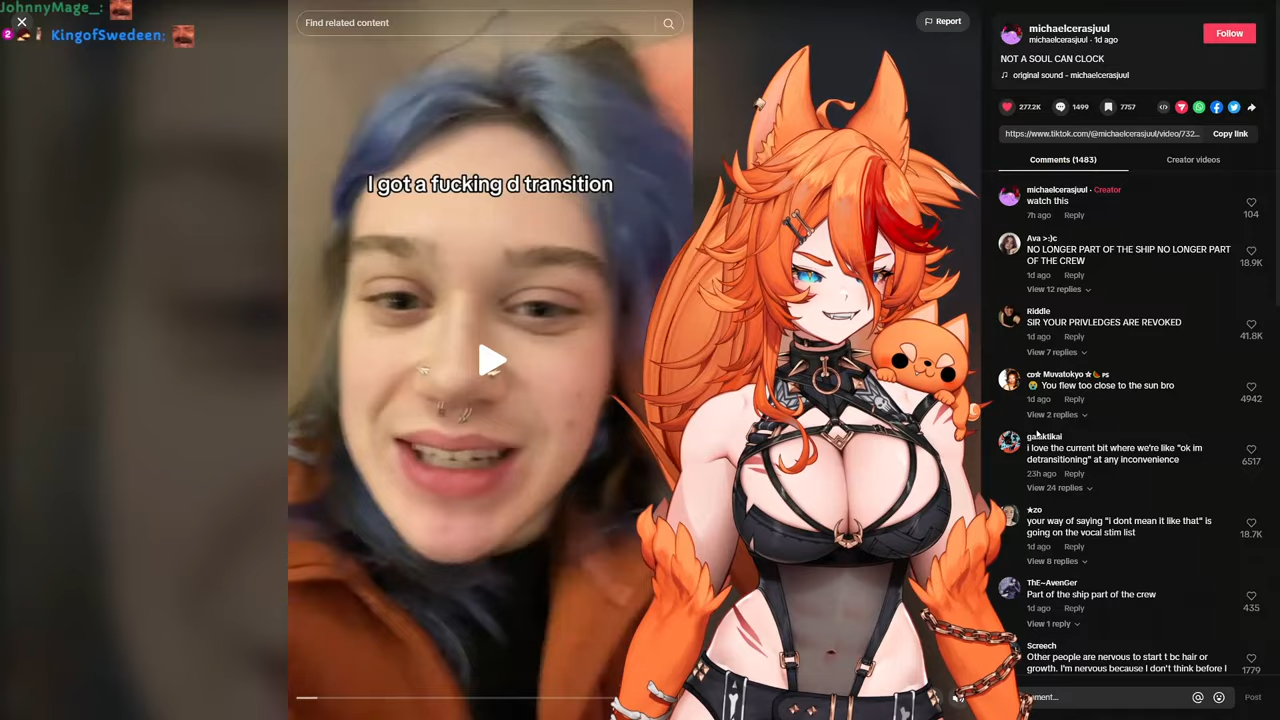 JohnnyMage_:
2
KingofSwedeen:
Find related content
Report
I got a fucking d transition
michaelcerasjuul
michaelcerasjuul · 1d ago
Follow
NOT A SOUL CAN CLOCK
original sound - michaelcerasjuul
277.2K
1499
7757
https://www.tiktok.com/@michaelcerasjuul/video/732...
Copy link
Comments (1483)
Creator videos
michaelcerasjuul · Creator
watch this
7h ago Reply
104
Ava >:)c
NO LONGER PART OF THE SHIP NO LONGER PART
OF THE CREW
1d ago Reply
18.9K
View 12 replies
Riddle
SIR YOUR PRIVLEDGES ARE REVOKED
1d ago Reply
41.8K
View 7 replies
Muvatokyo
😭 You flew too close to the sun bro
1d ago Reply
4942
View 2 replies
galaktikai
i love the current bit where we're like "ok im
detransitioning" at any inconvenience
23h ago Reply
6517
View 24 replies
★zo
your way of saying "i dont mean it like that" is
going on the vocal stim list
1d ago Reply
18.7K
View 8 replies
ThE-AvenGer
Part of the ship part of the crew
1d ago Reply
435
View 1 reply
Screech
Other people are nervous to start t bc hair or
growth. I'm nervous because I don't think before I
1779
ment...
Post